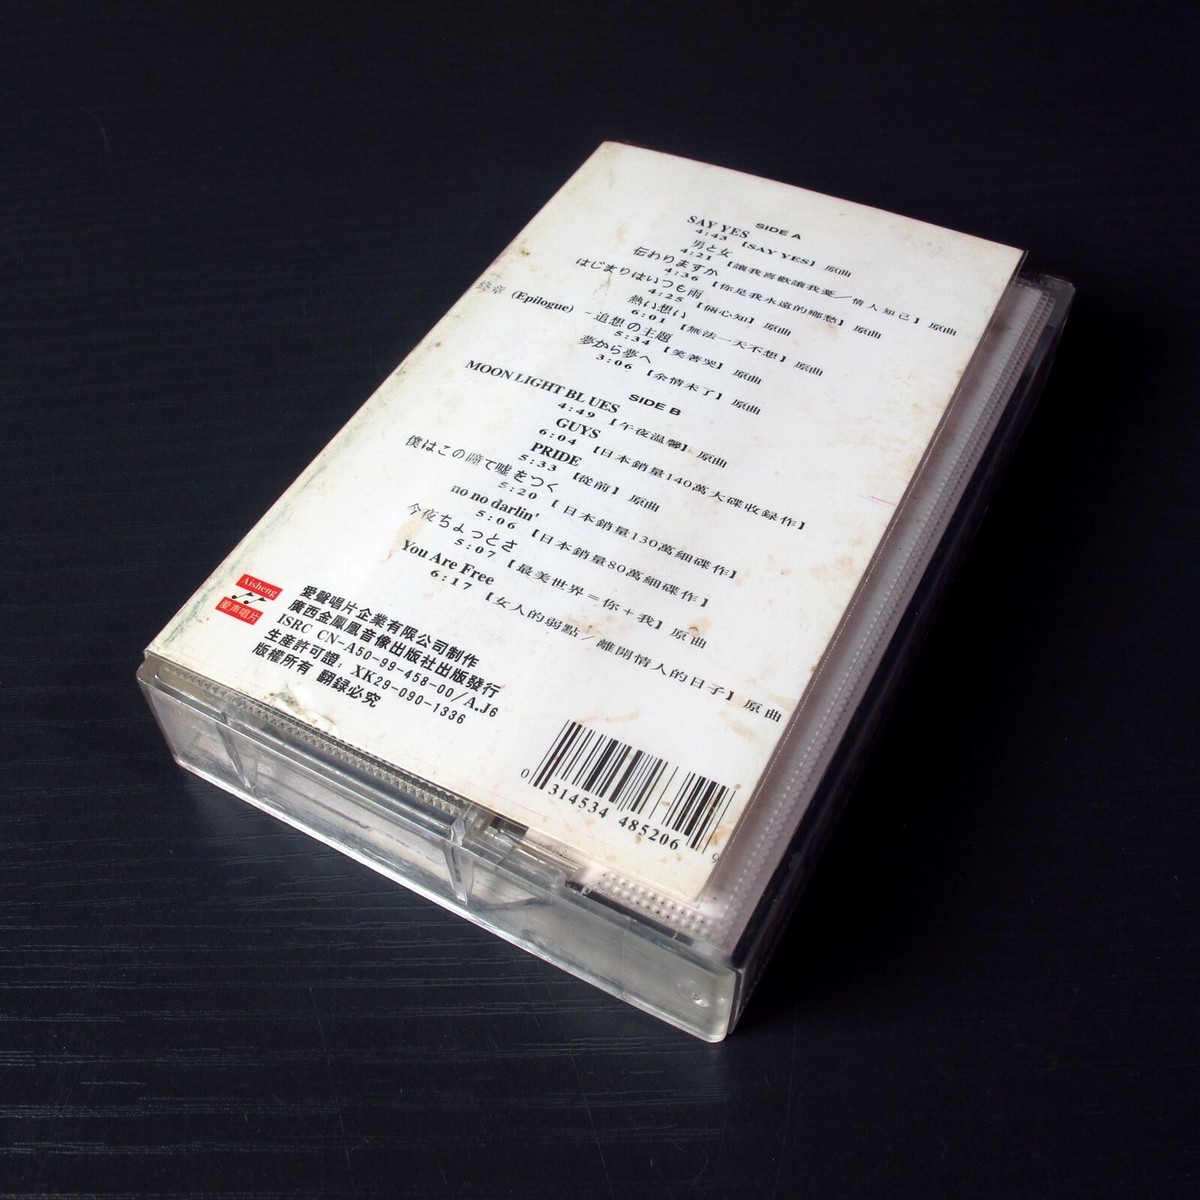 SIDE A
SAY YES
4:43 【SAY YES】原曲
男と女
4:21 【讓我喜歡讓我憂／情人知己】原曲
伝わりますか
4:36 【你是我永遠的鄉愁】原曲
はじまりはいつも雨
4:25 【倆心知】原曲
熱い想い
6:01 【無法一天不想】原曲
終章 (Epilogue) -追想の主題
5:34 【笑著哭】原曲
夢から夢へ
3:06 【余情未了】原曲
SIDE B
MOON LIGHT BLUES
4:49 【午夜温馨】原曲
GUYS
6:04 【日本銷量140萬大碟收録作】
PRIDE
5:33 【從前】原曲
僕はこの瞳で嘘をつく
5:20 【日本銷量130萬細碟作】
no no darlin'
5:06 【日本銷量80萬細碟作】
今夜ちょっとさ
5:07 【最美世界＝你＋我】原曲
You Are Free
6:17 【女人的弱點／離開情人的日子】原曲
Aisheng
爱声唱片
愛聲唱片企業有限公司制作
廣西金鳳凰音像出版社出版發行
ISRC CN-A50-99-458-00/A.J6
生産許可證：XK29-090-1336
版權所有 翻録必究
0 314534 485206 9